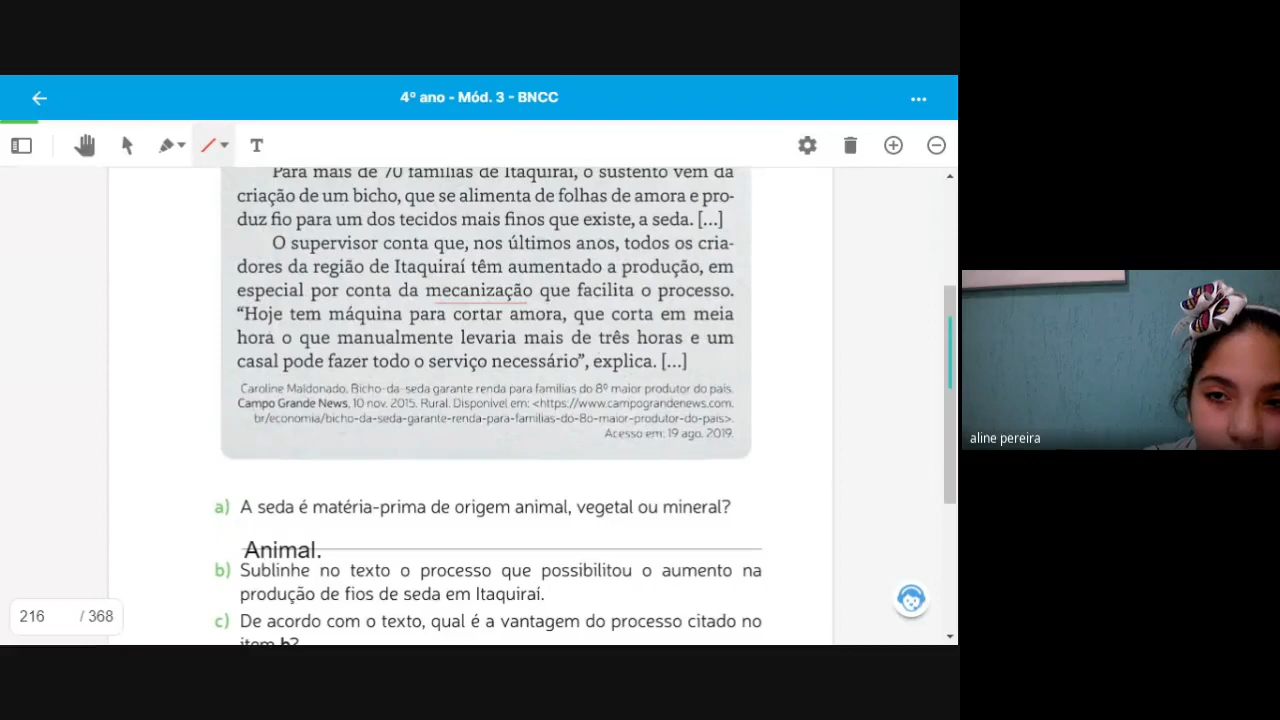 4º ano - Mód. 3 - BNCC
T
Para mais de 70 famílias de Itaquiraí, o sustento vem da
criação de um bicho, que se alimenta de folhas de amora e pro-
duz fio para um dos tecidos mais finos que existe, a seda. [...]
O supervisor conta que, nos últimos anos, todos os cria-
dores da região de Itaquiraí têm aumentado a produção, em
especial por conta da mecanização que facilita o processo.
“Hoje tem máquina para cortar amora, que corta em meia
hora o que manualmente levaria mais de três horas e um
casal pode fazer todo o serviço necessário”, explica. [...]
Caroline Maldonado. Bicho-da-seda garante renda para famílias do 8º maior produtor do país.
Campo Grande News, 10 nov. 2015. Rural. Disponível em: <https://www.campograndenews.com.
br/economia/bicho-da-seda-garante-renda-para-familias-do-8o-maior-produtor-do-pais>.
Acesso em: 19 ago. 2019.
a) A seda é matéria-prima de origem animal, vegetal ou mineral?
Animal.
b) Sublinhe no texto o processo que possibilitou o aumento na
produção de fios de seda em Itaquiraí.
c) De acordo com o texto, qual é a vantagem do processo citado no
item b?
216 / 368
aline pereira